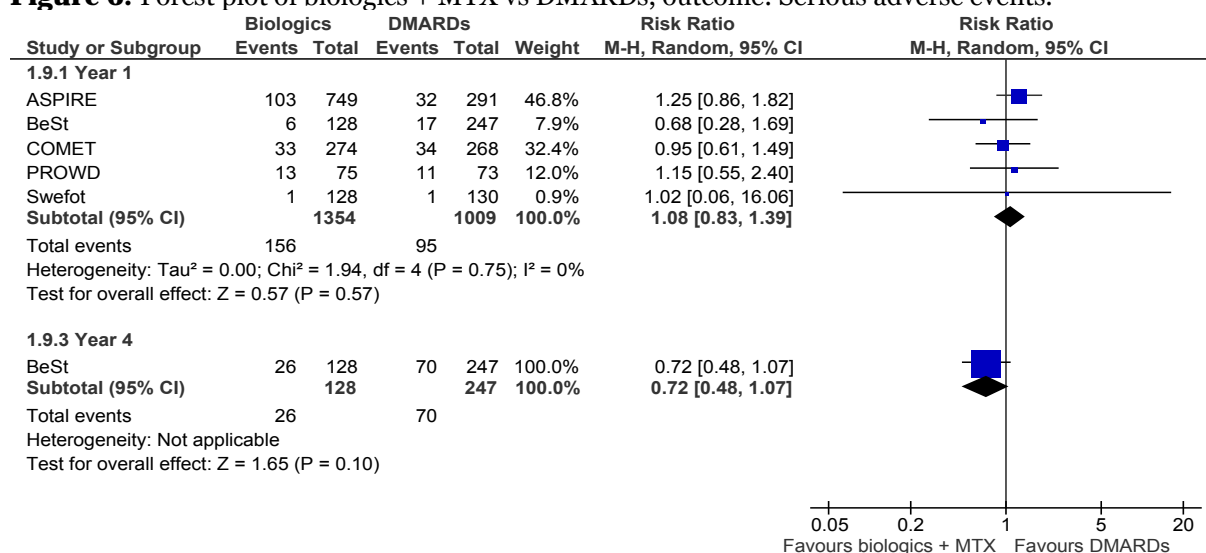 Figure 8. Forest plot of biologics + MTX vs DMARDs, outcome: Serious adverse events.
Biologics DMARDs Risk Ratio Risk Ratio
Study or Subgroup Events Total Events Total Weight M-H, Random, 95% CI M-H, Random, 95% CI
1.9.1 Year 1
ASPIRE 103 749 32 291 46.8% 1.25 [0.86, 1.82]
BeSt 6 128 17 247 7.9% 0.68 [0.28, 1.69]
COMET 33 274 34 268 32.4% 0.95 [0.61, 1.49]
PROWD 13 75 11 73 12.0% 1.15 [0.55, 2.40]
Swefot 1 128 1 130 0.9% 1.02 [0.06, 16.06]
Subtotal (95% CI) 1354 1009 100.0% 1.08 [0.83, 1.39]
Total events 156 95
Heterogeneity: Tau² = 0.00; Chi² = 1.94, df = 4 (P = 0.75); I² = 0%
Test for overall effect: Z = 0.57 (P = 0.57)
1.9.3 Year 4
BeSt 26 128 70 247 100.0% 0.72 [0.48, 1.07]
Subtotal (95% CI) 128 247 100.0% 0.72 [0.48, 1.07]
Total events 26 70
Heterogeneity: Not applicable
Test for overall effect: Z = 1.65 (P = 0.10)
0.05 0.2 1 5 20
Favours biologics + MTX Favours DMARDs